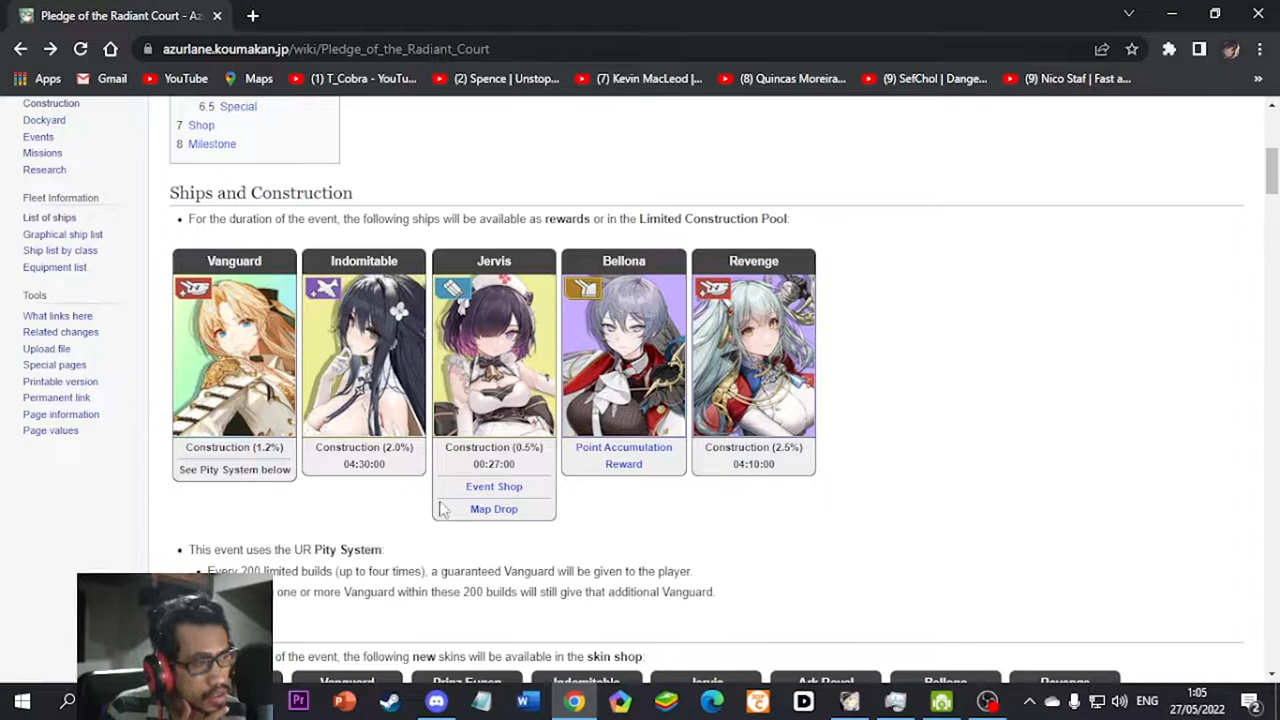 Pledge of the Radiant Court - Az
azurlane.koumakan.jp/wiki/Pledge_of_the_Radiant_Court
Apps
Gmail
YouTube
Maps
(1) T_Cobra - YouTu...
(2) Spence | Unstop...
(7) Kevin MacLeod |...
(8) Quincas Moreira...
(9) SefChol | Dange...
(9) Nico Staf | Fast a...
Construction
Dockyard
Events
Missions
Research
Fleet Information
List of ships
Graphical ship list
Ship list by class
Equipment list
Tools
What links here
Related changes
Upload file
Special pages
Printable version
Permanent link
Page information
Page values
6.5 Special
7 Shop
8 Milestone
Ships and Construction
• For the duration of the event, the following ships will be available as rewards or in the Limited Construction Pool:
Vanguard
Construction (1.2%)
See Pity System below
Indomitable
Construction (2.0%)
04:30:00
Jervis
Construction (0.5%)
00:27:00
Event Shop
Map Drop
Bellona
Point Accumulation
Reward
Revenge
Construction (2.5%)
04:10:00
• This event uses the UR Pity System:
• Every 200 limited builds (up to four times), a guaranteed Vanguard will be given to the player.
one or more Vanguard within these 200 builds will still give that additional Vanguard.
of the event, the following new skins will be available in the skin shop:
Vanguard
Prinz Eugen
Indomitable
Jervis
Ark Royal
Bellona
Revenge
ENG
1:05
27/05/2022
2